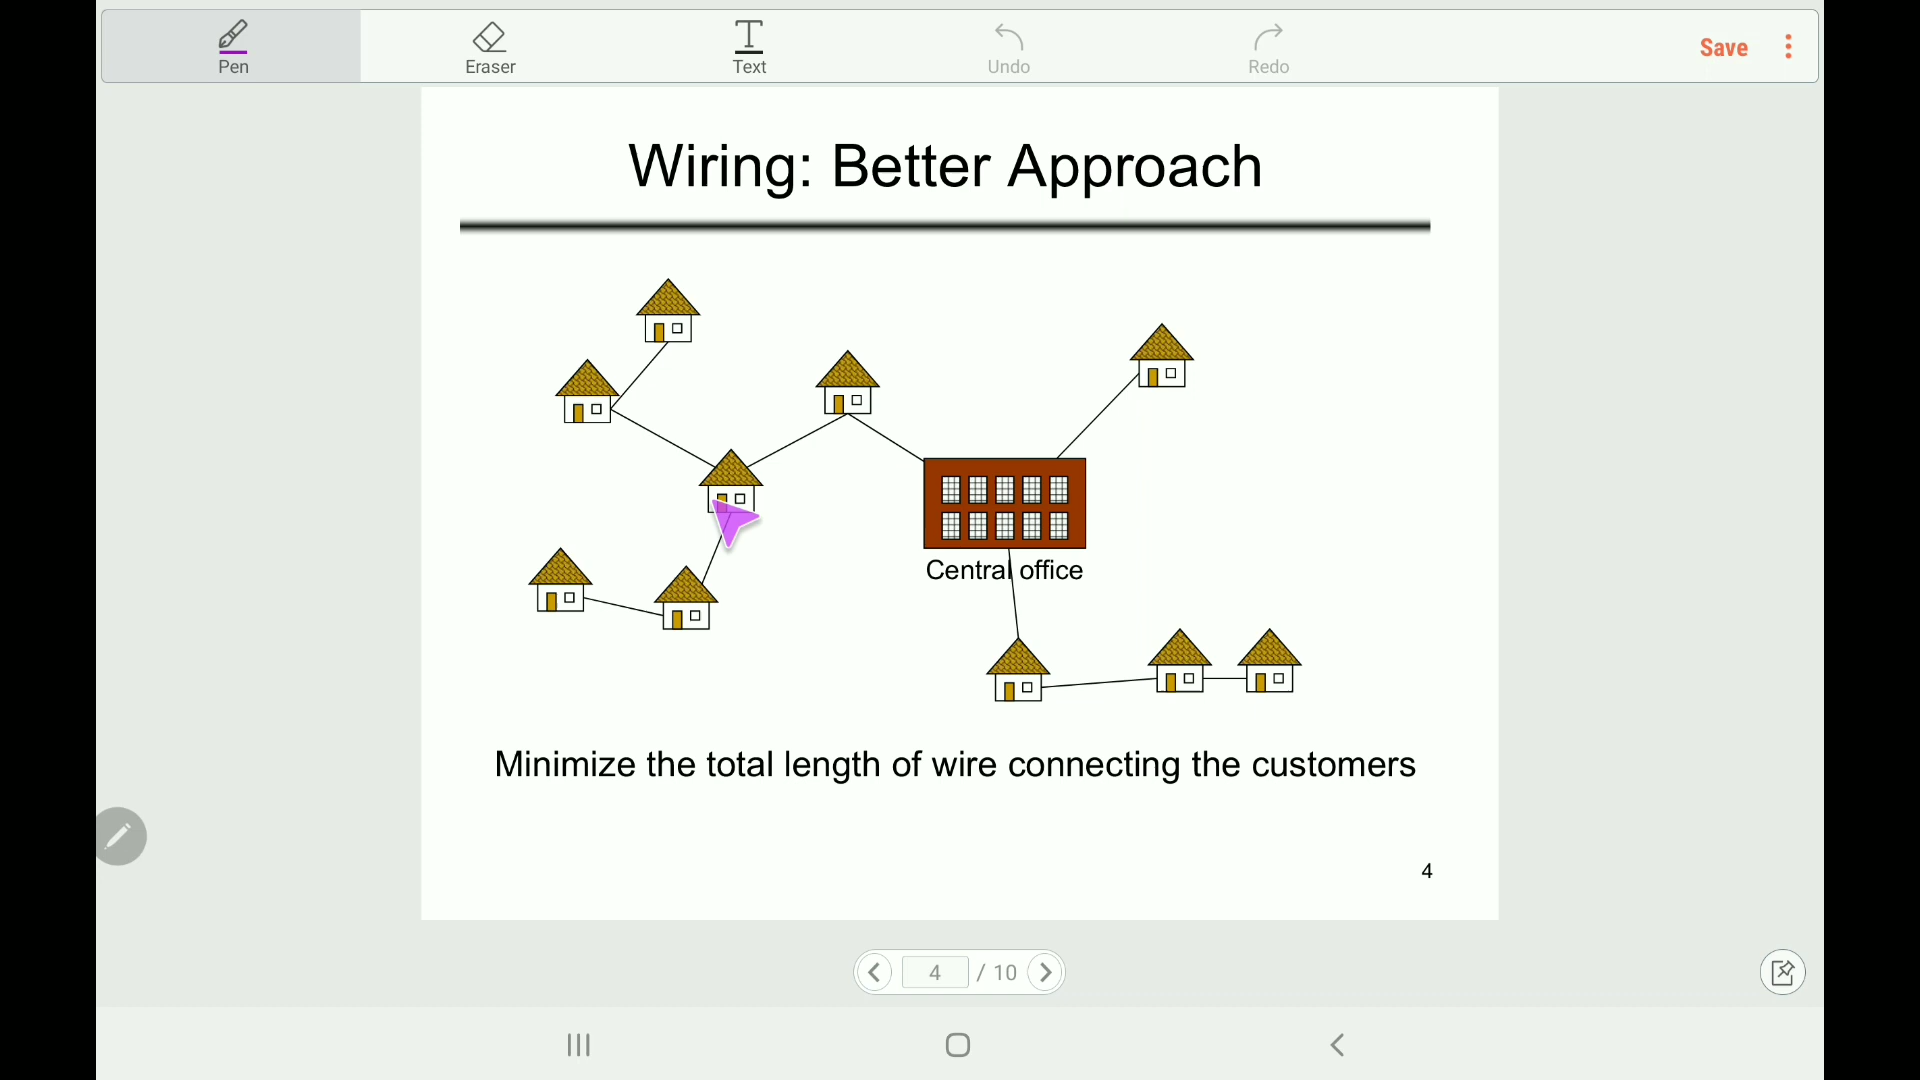 Pen
Eraser
Text
Undo
Redo
Save
Wiring: Better Approach
Central office
Minimize the total length of wire connecting the customers
4
4 / 10